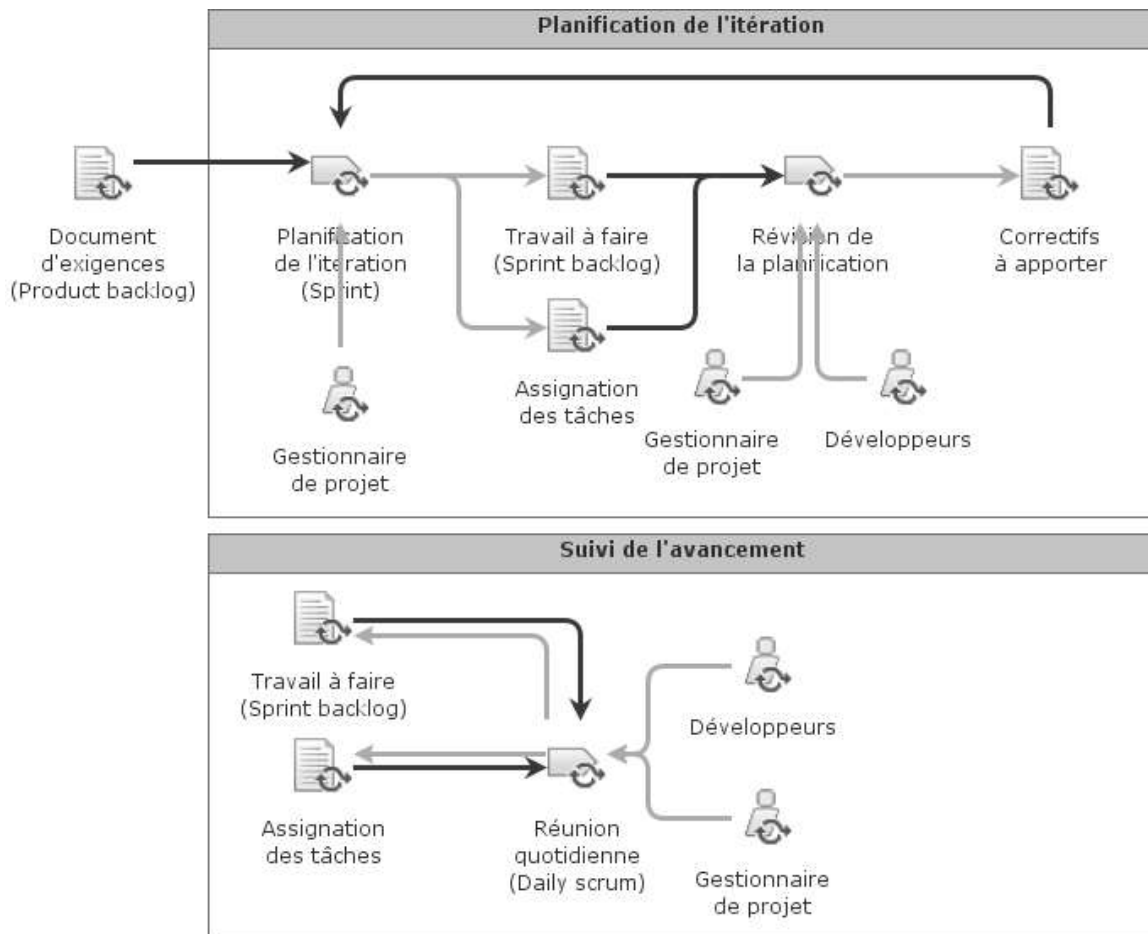 Planification de l'itération
Document
d'exigences
(Product backlog)
Planification
de l'itération
(Sprint)
Travail à faire
(Sprint backlog)
Révision de
la planification
Correctifs
à apporter
Assignation
des tâches
Gestionnaire
de projet
Gestionnaire
de projet
Développeurs
Suivi de l'avancement
Travail à faire
(Sprint backlog)
Développeurs
Assignation
des tâches
Réunion
quotidienne
(Daily scrum)
Gestionnaire
de projet